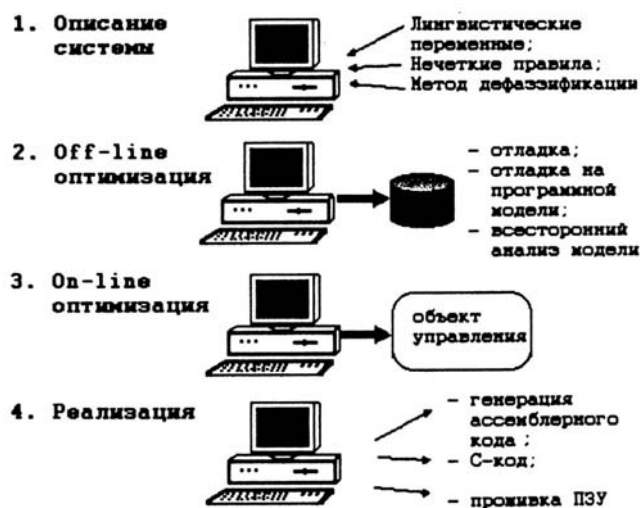 1. Описание
системы
Лингвистические
переменные;
Нечеткие правила;
Метод дефаззификации
2. Off-line
оптимизация
- отладка;
- отладка на
программной
модели;
- всесторонний
анализ модели
3. On-line
оптимизация
объект
управления
4. Реализация
- генерация
ассемблерного
кода ;
- С-код;
- прошивка ПЗУ